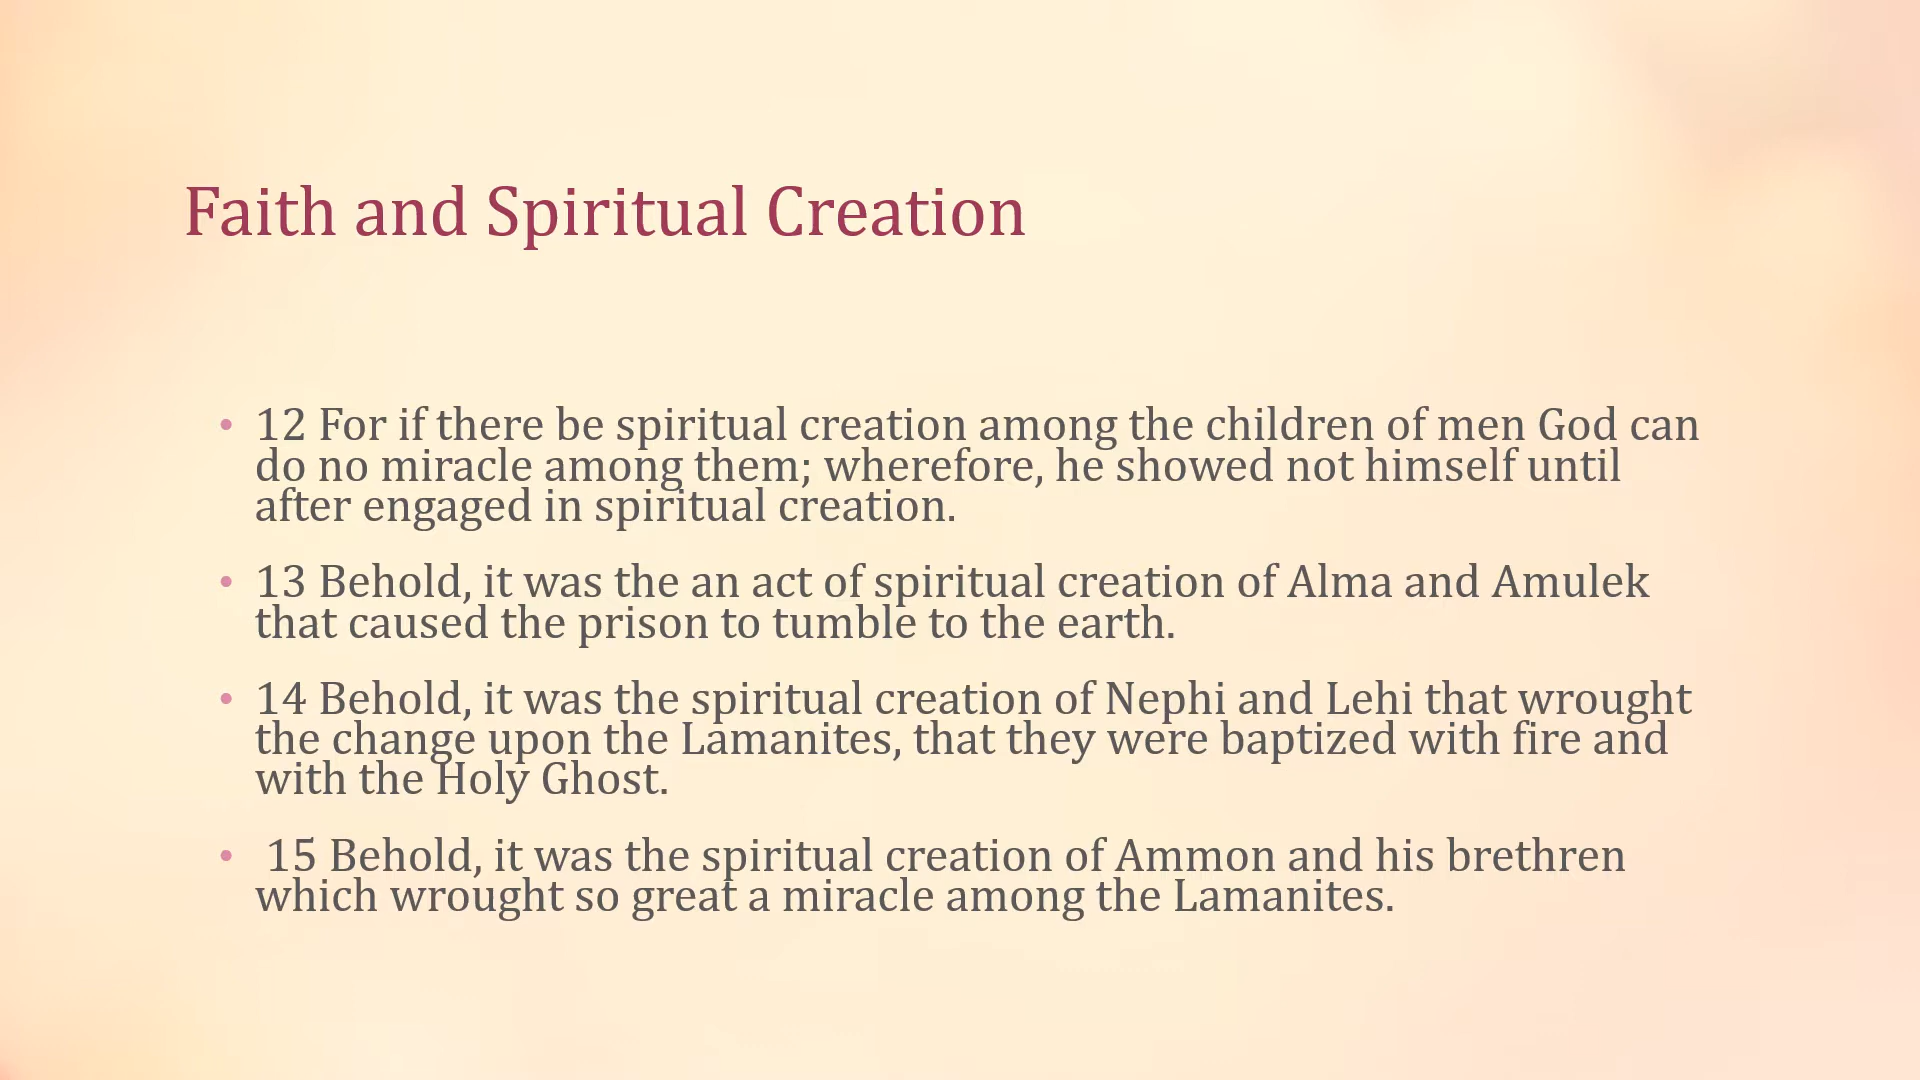 Faith and Spiritual Creation
• 12 For if there be spiritual creation among the children of men God can
do no miracle among them; wherefore, he showed not himself until
after engaged in spiritual creation.
• 13 Behold, it was the an act of spiritual creation of Alma and Amulek
that caused the prison to tumble to the earth.
• 14 Behold, it was the spiritual creation of Nephi and Lehi that wrought
the change upon the Lamanites, that they were baptized with fire and
with the Holy Ghost.
• 15 Behold, it was the spiritual creation of Ammon and his brethren
which wrought so great a miracle among the Lamanites.